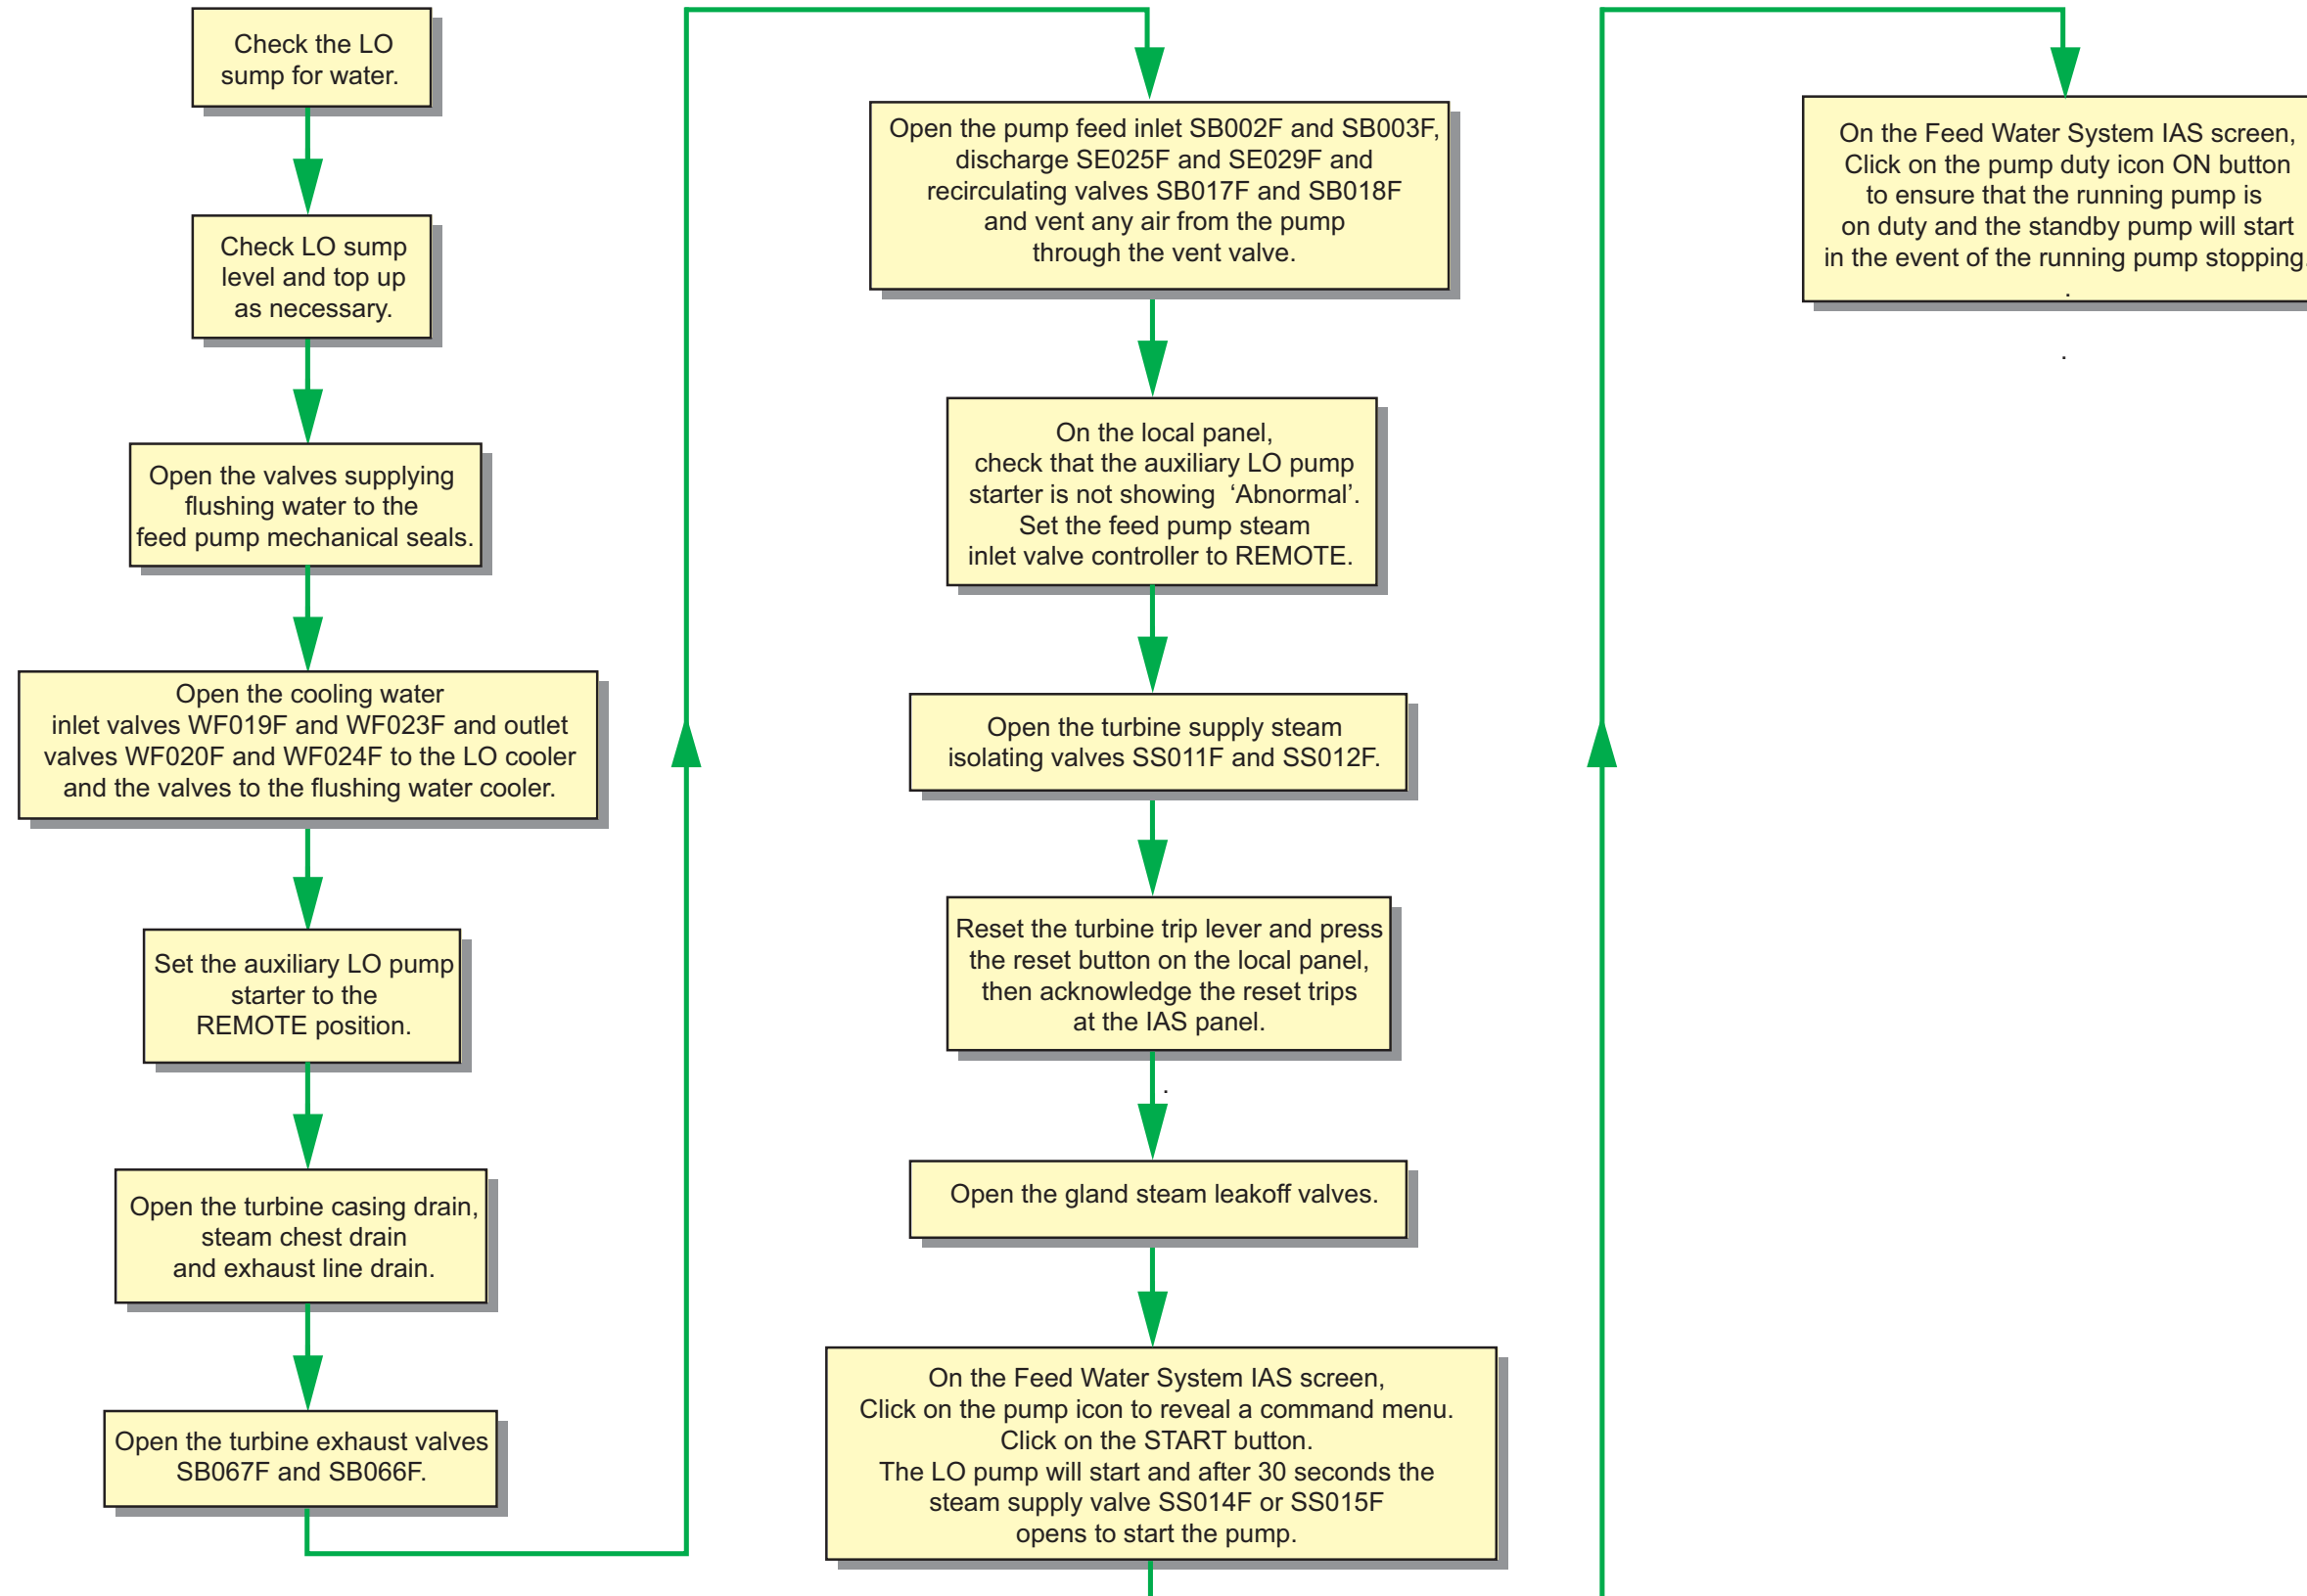 Check the LO
sump for water.
Check LO sump
level and top up
as necessary.
Open the valves supplying
flushing water to the
feed pump mechanical seals.
Open the cooling water
inlet valves WF019F and WF023F and outlet
valves WF020F and WF024F to the LO cooler
and the valves to the flushing water cooler.
Set the auxiliary LO pump
starter to the
REMOTE position.
Open the turbine casing drain,
steam chest drain
and exhaust line drain.
Open the turbine exhaust valves
SB067F and SB066F.
Open the pump feed inlet SB002F and SB003F,
discharge SE025F and SE029F and
recirculating valves SB017F and SB018F
and vent any air from the pump
through the vent valve.
On the local panel,
check that the auxiliary LO pump
starter is not showing ‘Abnormal’.
Set the feed pump steam
inlet valve controller to REMOTE.
Open the turbine supply steam
isolating valves SS011F and SS012F.
Reset the turbine trip lever and press
the reset button on the local panel,
then acknowledge the reset trips
at the IAS panel.
.
Open the gland steam leakoff valves.
On the Feed Water System IAS screen,
Click on the pump icon to reveal a command menu.
Click on the START button.
The LO pump will start and after 30 seconds the
steam supply valve SS014F or SS015F
opens to start the pump.
On the Feed Water System IAS screen,
Click on the pump duty icon ON button
to ensure that the running pump is
on duty and the standby pump will start
in the event of the running pump stopping.
.
.